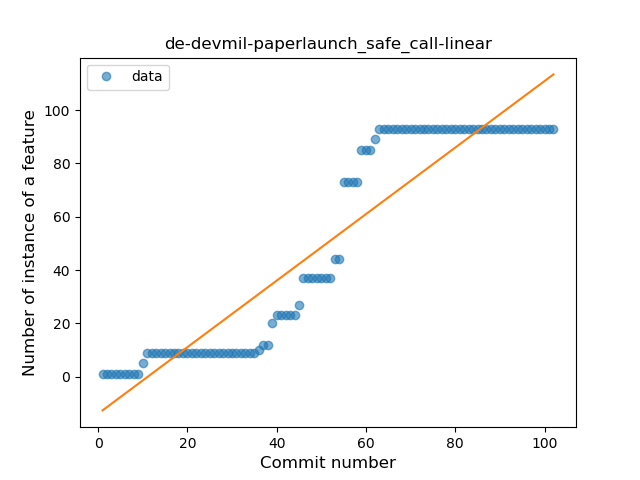 de-devmil-paperlaunch_safe_call-linear
data
Number of instance of a feature
100
80
60
40
20
0
0 20 40 60 80 100
Commit number